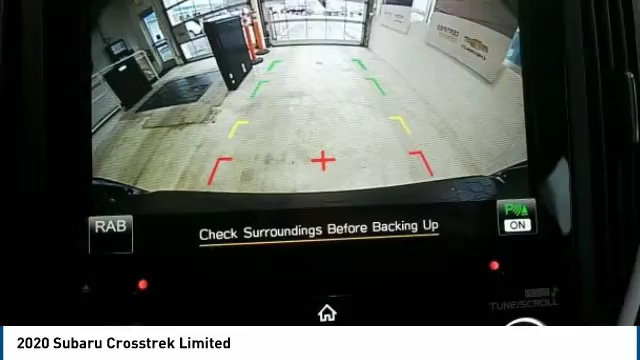 RAB
Check Surroundings Before Backing Up
P
ON
TUNE/SCROLL
2020 Subaru Crosstrek Limited